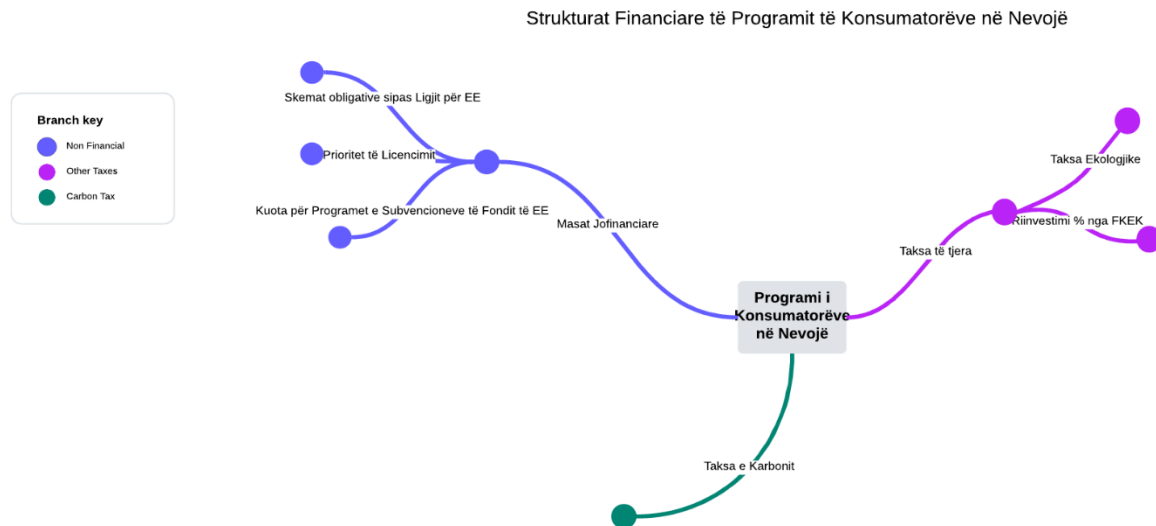 Strukturat Financiare të Programit të Konsumatorëve në Nevojë
Branch key
Non Financial
Other Taxes
Carbon Tax
Skemat obligative sipas Ligjit për EE
Prioritet të Licencimit
Kuota për Programet e Subvencioneve të Fondit të EE
Masat Jofinanciare
Taksa Ekologjike
Riinvestimi % nga FKEK
Taksa të tjera
Programi i
Konsumatorëve
në Nevojë
Taksa e Karbonit